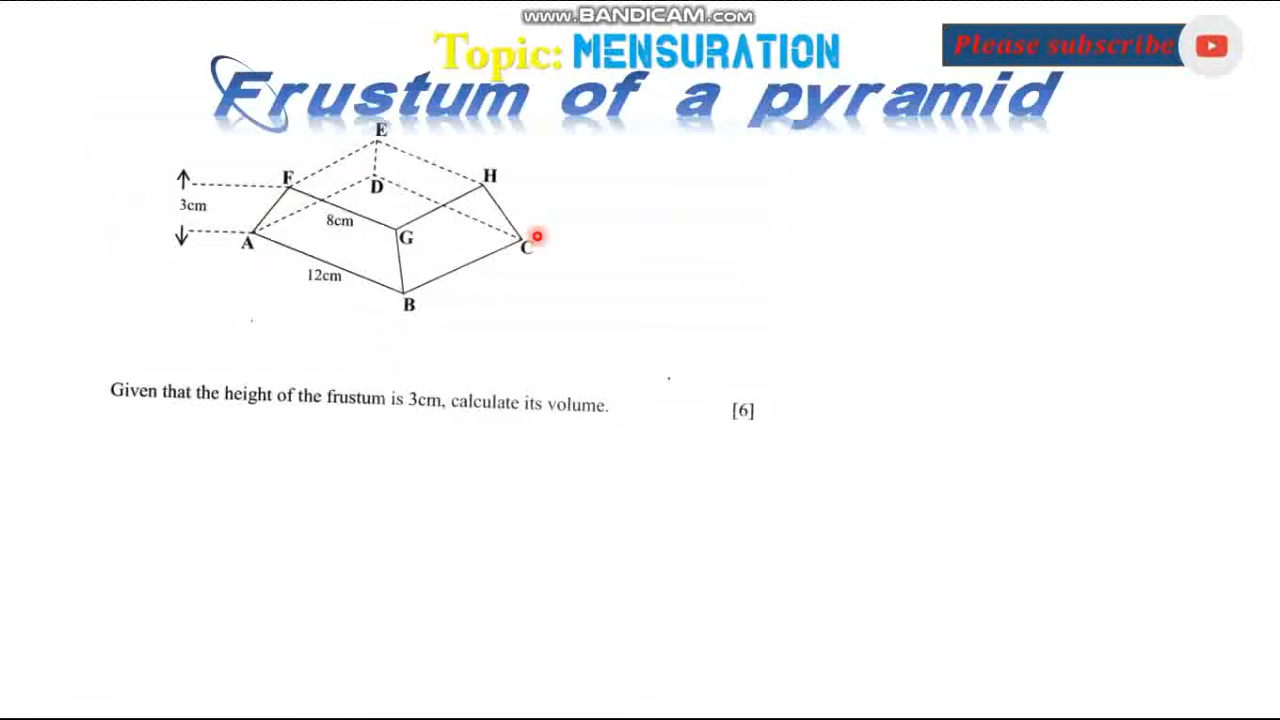 www.BANDICAM.com
Topic: MENSURATION
Please subscribe
Frustum of a pyramid
E
F
H
D
3cm
8cm
G
A
C
12cm
B
Given that the height of the frustum is 3cm, calculate its volume.
[6]